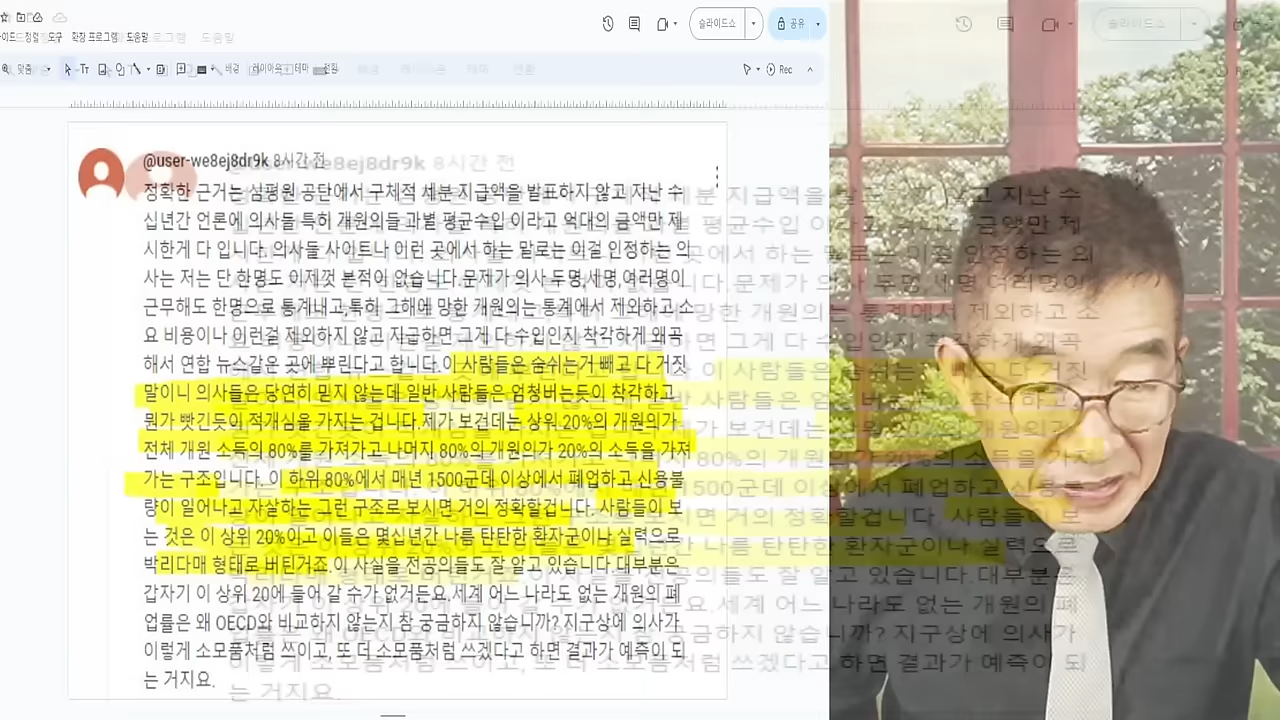 슬라이드쇼
공유
도구 확장 프로그램 도움말
맞춤
배경
테마
Rec
@user-we8ej8dr9k 8시간 전
정확한 근거는 심평원 공단에서 구체적 세분 지급액을 발표하지 않고 지난 수
십년간 언론에 의사들 특히 개원의들 과별 평균수입 이라고 억대의 금액만 제
시한게 다 입니다. 의사들 사이트나 이런 곳에서 하는 말로는 이걸 인정하는 의
사는 저는 단 한명도 이제것 본적이 없습니다.문제가 의사 두명,세명 여러명이
근무해도 한명으로 통계내고 특히 그해에 망한 개원의는 통계에서 제외하고 소
요 비용이나 이런걸 제외하지 않고 지급하면 그게 다 수입인지 착각하게 왜곡
해서 연합 뉴스같은 곳에 뿌린다고 합니다. 이 사람들은 숨쉬는거 빼고 다 거짓
말이니 의사들은 당연히 믿지 않는데 일반 사람들은 엄청버는듯이 착각하고
뭔가 뺏긴듯이 적개심을 가지는 겁니다.제가 보건데는 상위 20%의 개원의가
전체 개원 소득의 80%를 가져가고 나머지 80%의 개원의가 20%의 소득을 가져
가는 구조입니다. 이 하위 80%에서 매년 1500군데 이상에서 폐업하고 신용불
량이 일어나고 자살하는 그런 구조로 보시면 거의 정확할겁니다. 사람들이 보
는 것은 이 상위 20%이고 이들은 몇십년간 나름 탄탄한 환자군이나 실력으로
박리다매 형태로 버틴거죠.이 사실을 전공의들도 잘 알고 있습니다.대부분은
갑자기 이 상위 20에 들어 갈 수가 없거든요.세계 어느 나라도 없는 개원의 폐
업률은 왜 OECD와 비교하지 않는지 참 궁금하지 않습니까? 지구상에 의사가
이렇게 소모품처럼 쓰이고, 또 더 소모품처럼 쓰겠다고 하면 결과가 예측이 되
는 거지요.